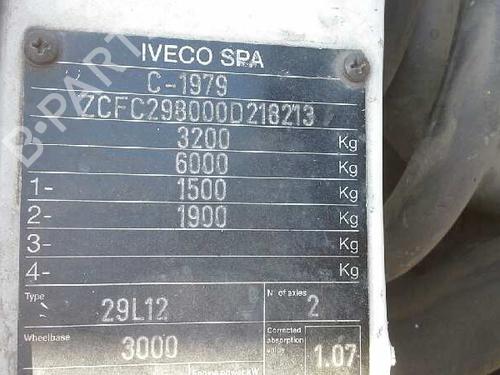 B-PARTS
IVECO SPA
C-1979
ZCFC298000D218213
3200 Kg
6000 Kg
1- 1500 Kg
2- 1900 Kg
3- Kg
4- Kg
Type N° of axles
29L12 2
Wheelbase Corrected absorption value
3000 1.07